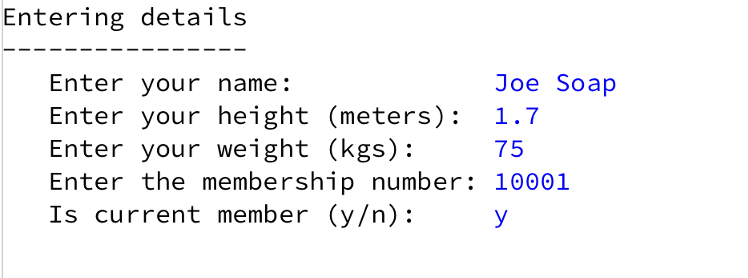 Entering details
----------------
Enter your name: Joe Soap
Enter your height (meters): 1.7
Enter your weight (kgs): 75
Enter the membership number: 10001
Is current member (y/n): y